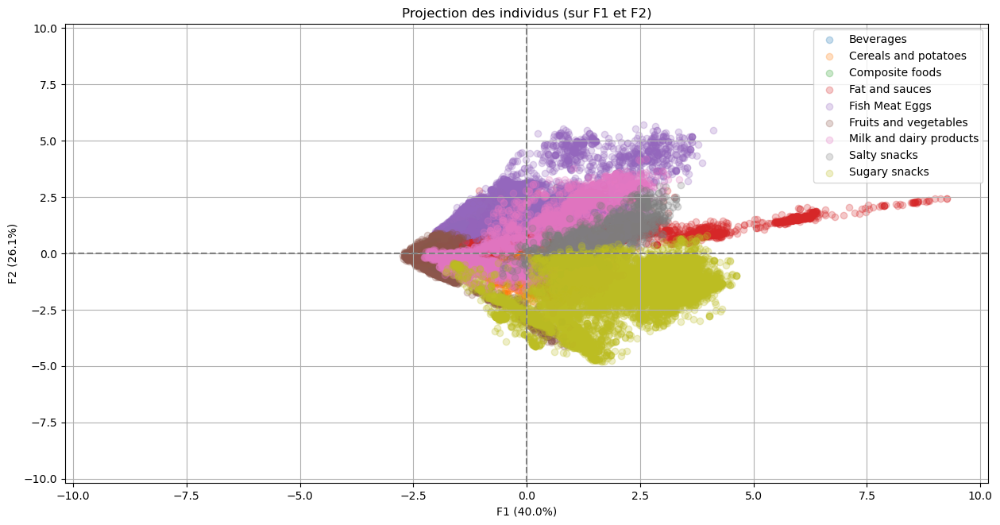 Projection des individus (sur F1 et F2)
10.0
7.5
5.0
2.5
0.0
−2.5
−5.0
−7.5
−10.0
F2 (26.1%)
Beverages
Cereals and potatoes
Composite foods
Fat and sauces
Fish Meat Eggs
Fruits and vegetables
Milk and dairy products
Salty snacks
Sugary snacks
−10.0 −7.5 −5.0 −2.5 0.0 2.5 5.0 7.5 10.0
F1 (40.0%)